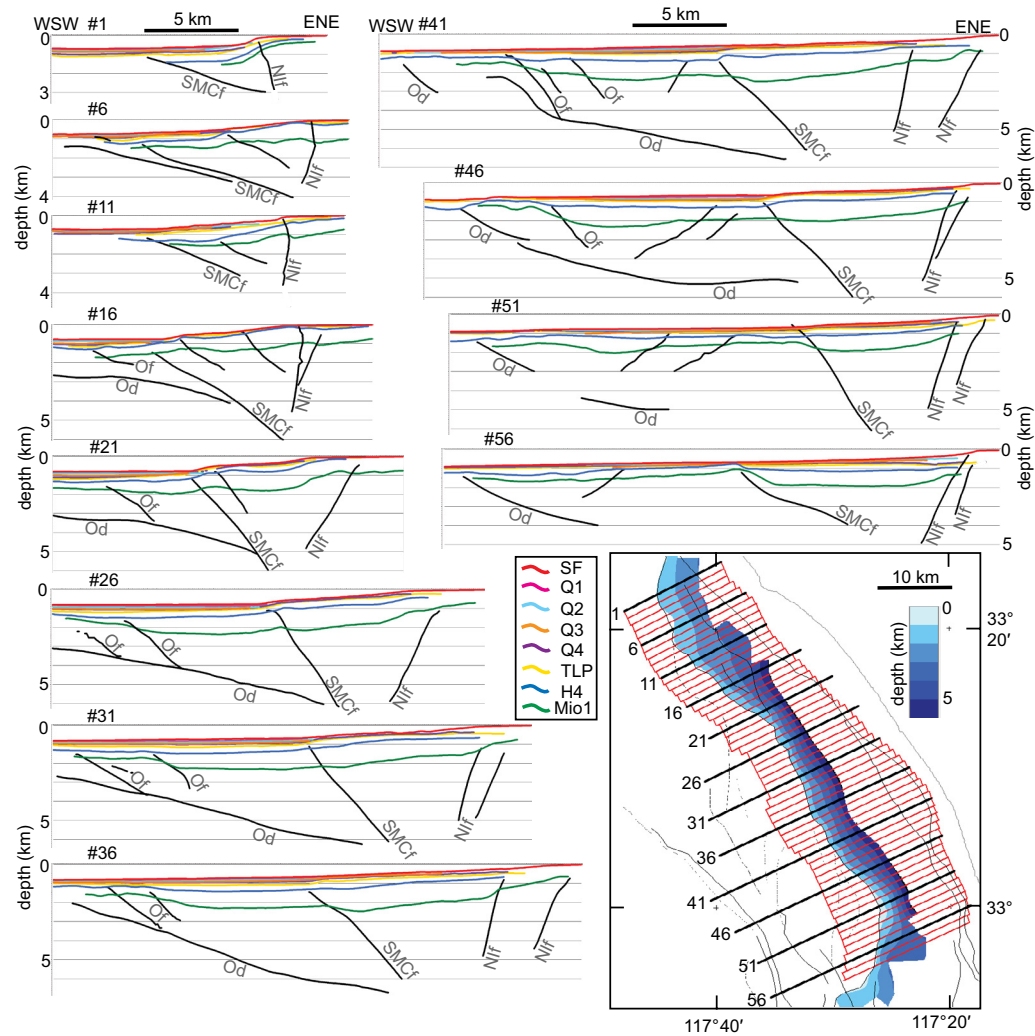 WSW #1
5 km
ENE
0
3
SMCf
Nlf
#6
0
4
SMCf
Nlf
depth (km)
#11
0
4
SMCf
Nlf
#16
0
5
Of
Od
SMCf
Nlf
depth (km)
#21
0
5
Of
Od
SMCf
Nlf
#26
0
5
Of
Of
Od
SMCf
Nlf
#31
0
5
Of
Of
Od
SMCf
Nlf
depth (km)
#36
0
5
Of
Od
SMCf
Nlf
Nlf
WSW #41
5 km
ENE
0
5
Od
Of
Of
Od
SMCf
Nlf
Nlf
depth (km)
#46
0
5
Od
Of
Od
SMCf
Nlf
#51
0
5
Od
Od
SMCf
Nlf
Nlf
depth (km)
#56
0
5
Od
SMCf
Nlf
Nlf
SF
Q1
Q2
Q3
Q4
TLP
H4
Mio1
10 km
0
5
depth (km)
33°
20′
33°
1
6
11
16
21
26
31
36
41
46
51
56
117°40′
117°20′